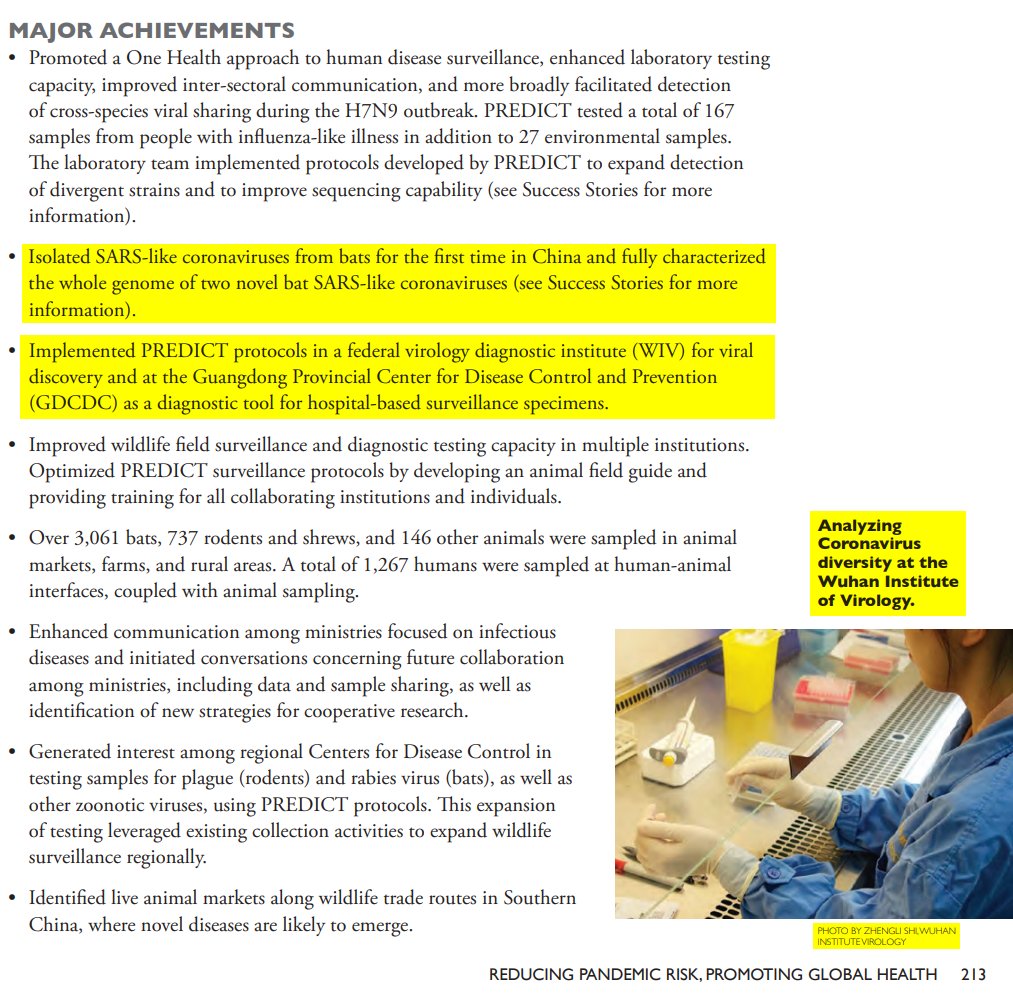 MAJOR ACHIEVEMENTS
• Promoted a One Health approach to human disease surveillance, enhanced laboratory testing
capacity, improved inter-sectoral communication, and more broadly facilitated detection
of cross-species viral sharing during the H7N9 outbreak. PREDICT tested a total of 167
samples from people with influenza-like illness in addition to 27 environmental samples.
The laboratory team implemented protocols developed by PREDICT to expand detection
of divergent strains and to improve sequencing capability (see Success Stories for more
information).
• Isolated SARS-like coronaviruses from bats for the first time in China and fully characterized
the whole genome of two novel bat SARS-like coronaviruses (see Success Stories for more
information).
• Implemented PREDICT protocols in a federal virology diagnostic institute (WIV) for viral
discovery and at the Guangdong Provincial Center for Disease Control and Prevention
(GDCDC) as a diagnostic tool for hospital-based surveillance specimens.
• Improved wildlife field surveillance and diagnostic testing capacity in multiple institutions.
Optimized PREDICT surveillance protocols by developing an animal field guide and
providing training for all collaborating institutions and individuals.
• Over 3,061 bats, 737 rodents and shrews, and 146 other animals were sampled in animal
markets, farms, and rural areas. A total of 1,267 humans were sampled at human-animal
interfaces, coupled with animal sampling.
• Enhanced communication among ministries focused on infectious
diseases and initiated conversations concerning future collaboration
among ministries, including data and sample sharing, as well as
identification of new strategies for cooperative research.
• Generated interest among regional Centers for Disease Control in
testing samples for plague (rodents) and rabies virus (bats), as well as
other zoonotic viruses, using PREDICT protocols. This expansion
of testing leveraged existing collection activities to expand wildlife
surveillance regionally.
• Identified live animal markets along wildlife trade routes in Southern
China, where novel diseases are likely to emerge.
Analyzing
Coronavirus
diversity at the
Wuhan Institute
of Virology.
PHOTO BY ZHENGLI SHI, WUHAN
INSTITUTE VIROLOGY
REDUCING PANDEMIC RISK, PROMOTING GLOBAL HEALTH 213